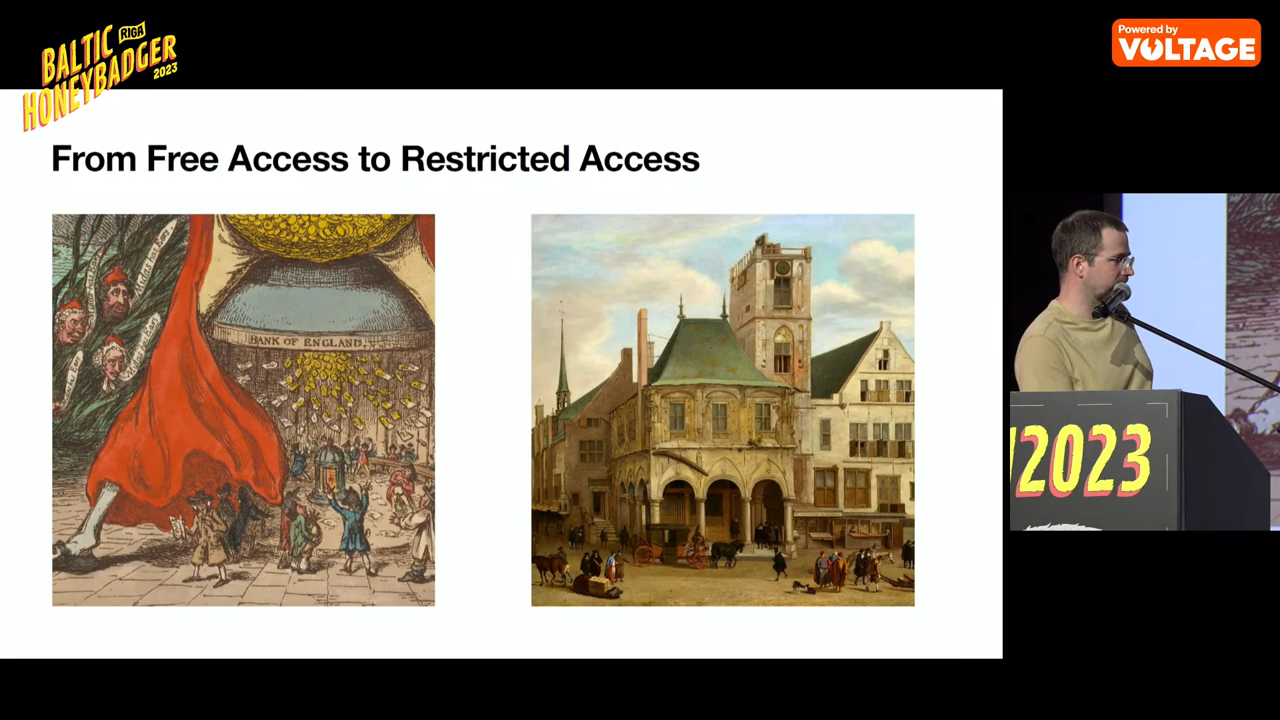 BALTIC
RIGA
HONEYBADGER
2023
Powered by
VOLTAGE
From Free Access to Restricted Access
BANK OF ENGLAND
2023